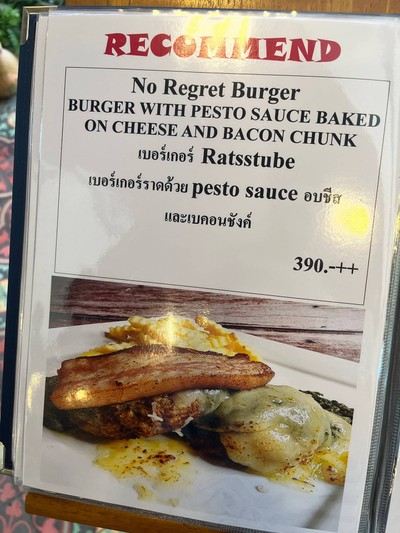 RECOMMEND
No Regret Burger
BURGER WITH PESTO SAUCE BAKED
ON CHEESE AND BACON CHUNK
เบอร์เกอร์ Ratsstube
เบอร์เกอร์ราดด้วย pesto sauce อบชีส
และเบคอนชังค์
390.-++